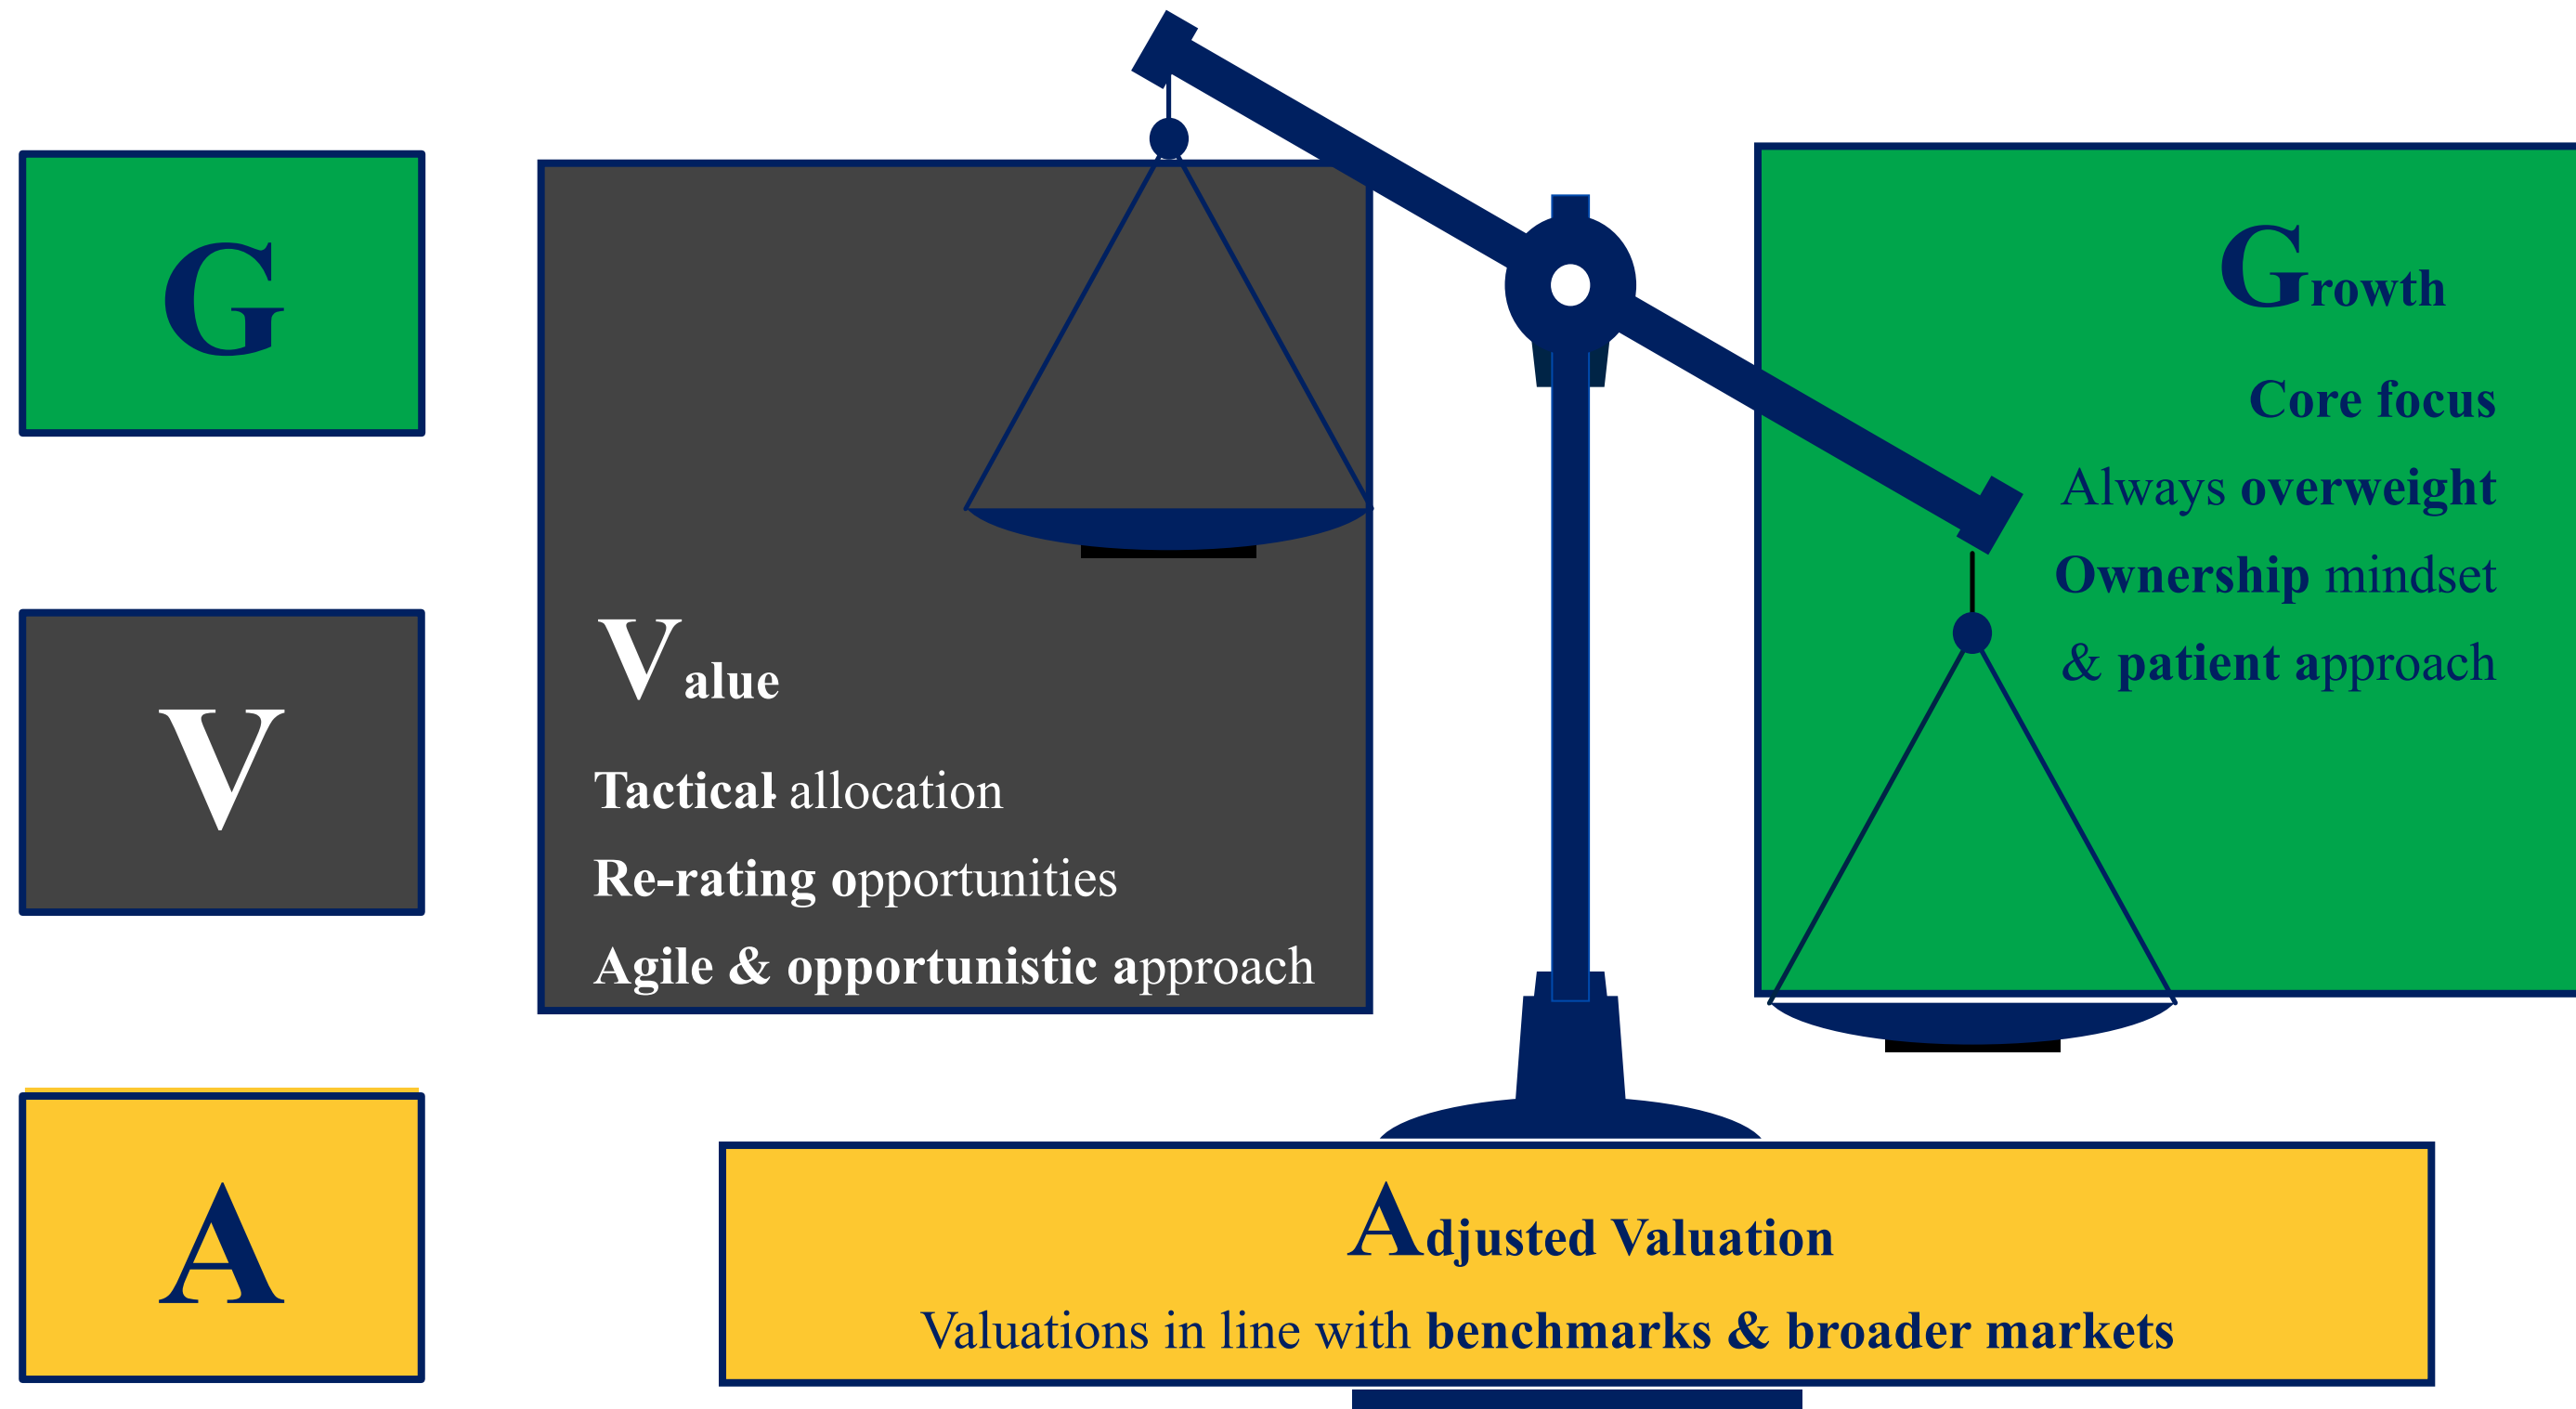 G
V
A
Value
Tactical allocation
Re-rating opportunities
Agile & opportunistic approach
Growth
Core focus
Always overweight
Ownership mindset
& patient approach
Adjusted Valuation
Valuations in line with benchmarks & broader markets